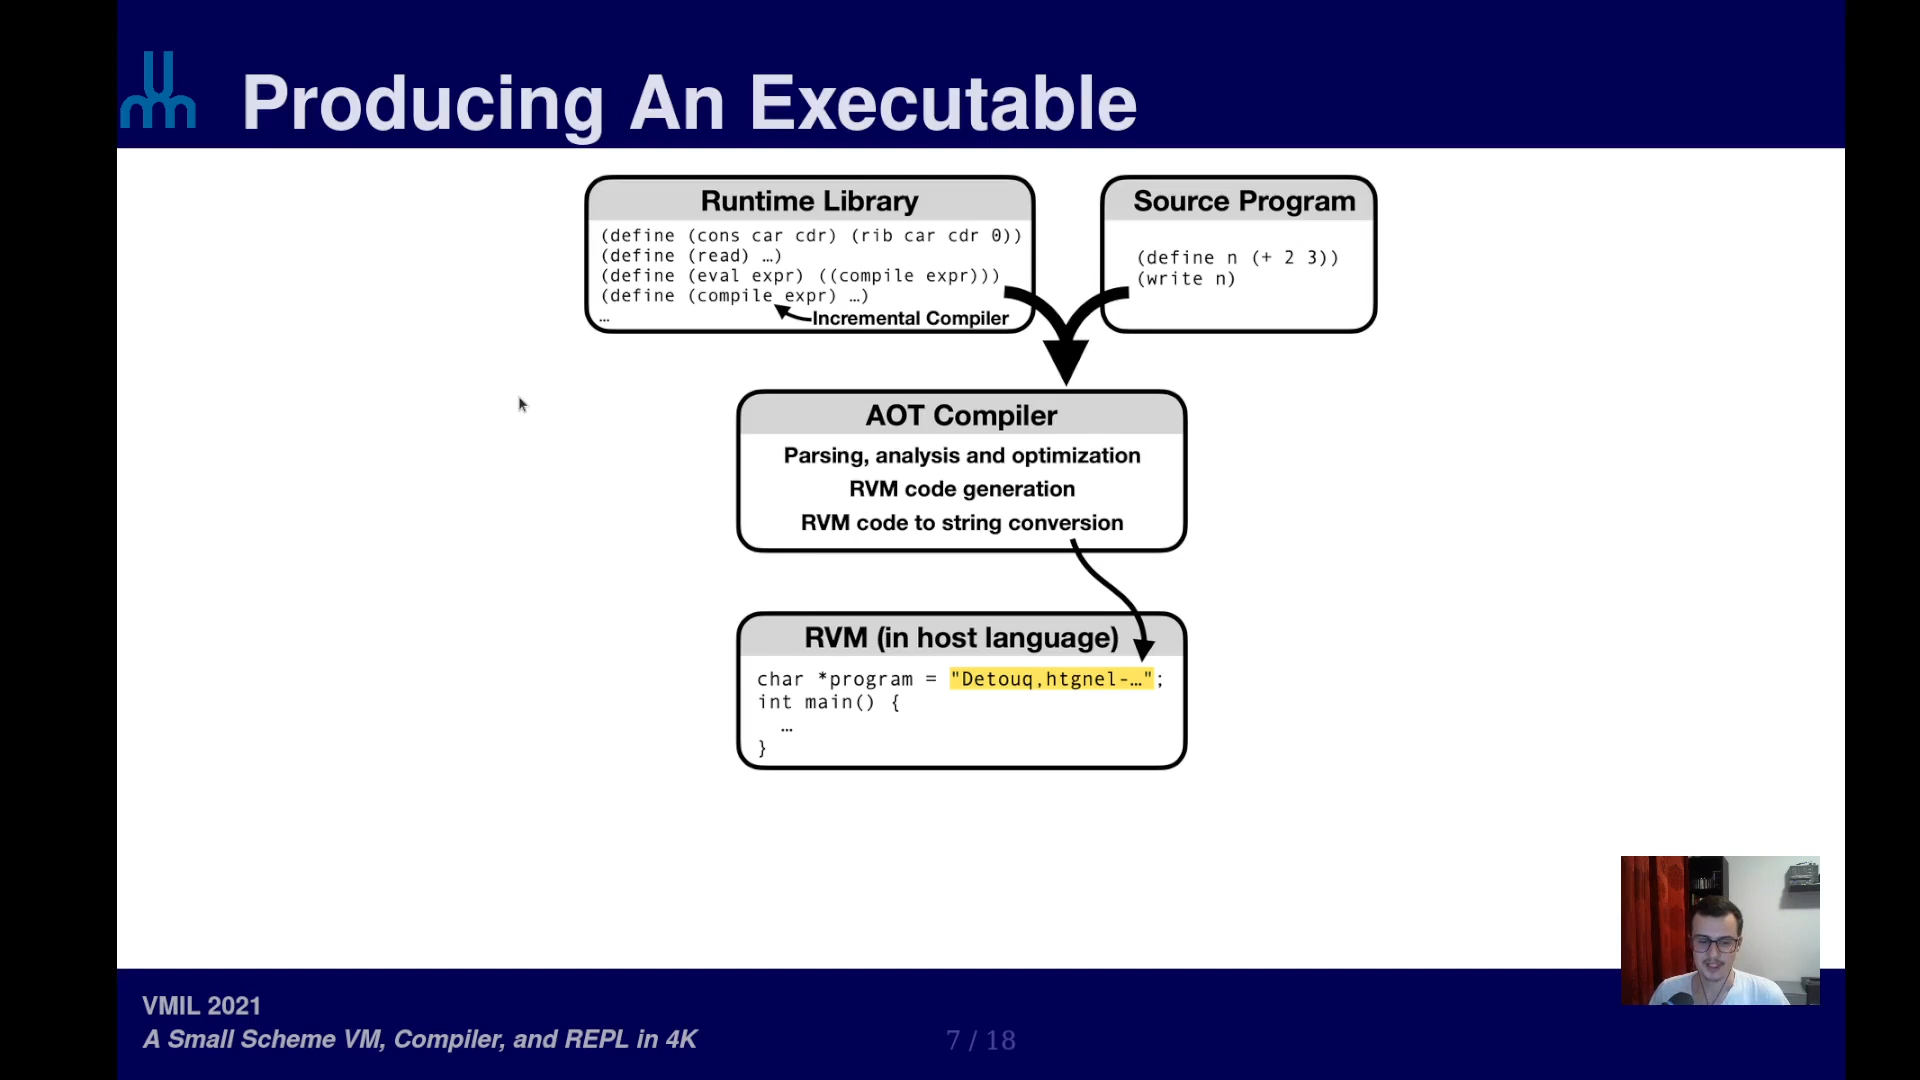 Producing An Executable
Runtime Library
(define (cons car cdr) (rib car cdr 0))
(define (read) …)
(define (eval expr) ((compile expr)))
(define (compile expr) …)
…
Incremental Compiler
Source Program
(define n (+ 2 3))
(write n)
AOT Compiler
Parsing, analysis and optimization
RVM code generation
RVM code to string conversion
RVM (in host language)
char *program = "Detouq,htgnel-…";
int main() {
…
}
VMIL 2021
A Small Scheme VM, Compiler, and REPL in 4K
7 / 18